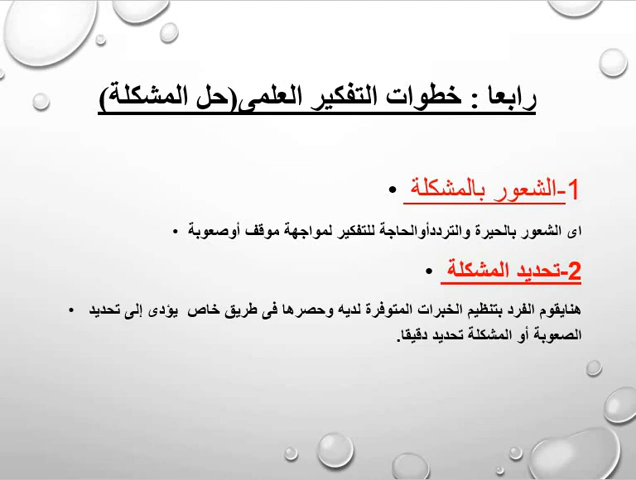 رابعا : خطوات التفكير العلمى(حل المشكلة)
1-الشعور بالمشكلة •
اى الشعور بالحيرة والترددأوالحاجة للتفكير لمواجهة موقف أوصعوبة •
2-تحديد المشكلة •
هنايقوم الفرد بتنظيم الخبرات المتوفرة لديه وحصرها فى طريق خاص يؤدى إلى تحديد •
الصعوبة أو المشكلة تحديد دقيقا.